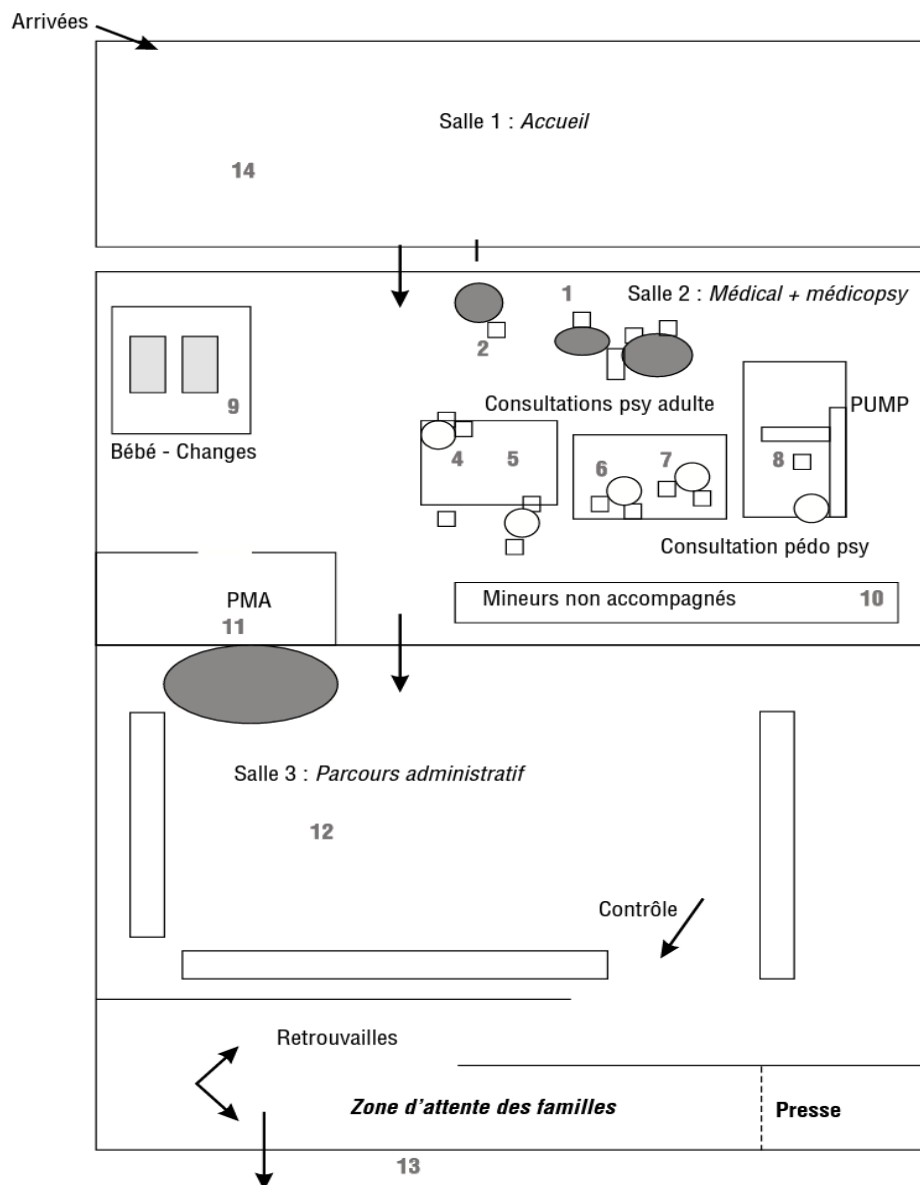 Arrivées
Salle 1 : Accueil
14
1
Salle 2 : Médical + médicopsy
2
9
Consultations psy adulte
PUMP
Bébé - Changes
4
5
6
7
8
Consultation pédo psy
PMA
11
Mineurs non accompagnés
10
Salle 3 : Parcours administratif
12
Contrôle
Retrouvailles
Zone d'attente des familles
Presse
13